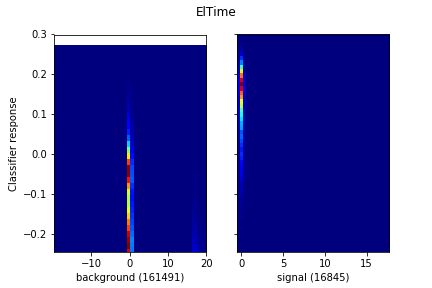 ElTime
Classifier response
0.3
0.2
0.1
0.0
−0.1
−0.2
−10 0 10 20
0 5 10 15
background (161491)
signal (16845)